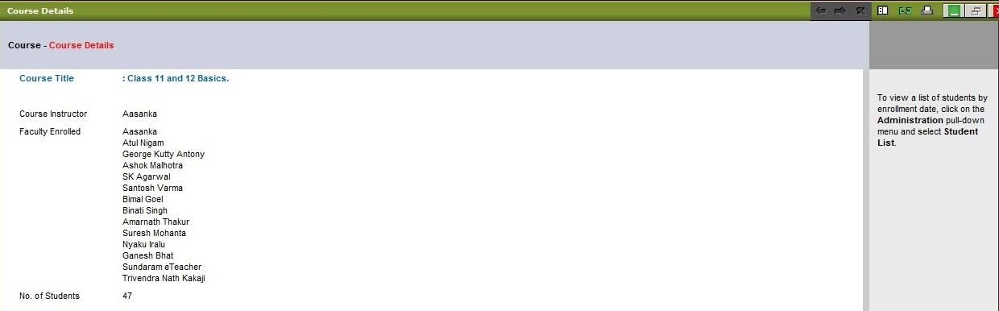 Course Details
Course - Course Details
Course Title : Class 11 and 12 Basics.
Course Instructor Aasanka
Faculty Enrolled Aasanka
Atul Nigam
George Kutty Antony
Ashok Malhotra
SK Agarwal
Santosh Varma
Bimal Goel
Binati Singh
Amarnath Thakur
Suresh Mohanta
Nyaku Iralu
Ganesh Bhat
Sundaram eTeacher
Trivendra Nath Kakaji
No. of Students 47
To view a list of students by
enrollment date, click on the
Administration pull-down
menu and select Student
List.